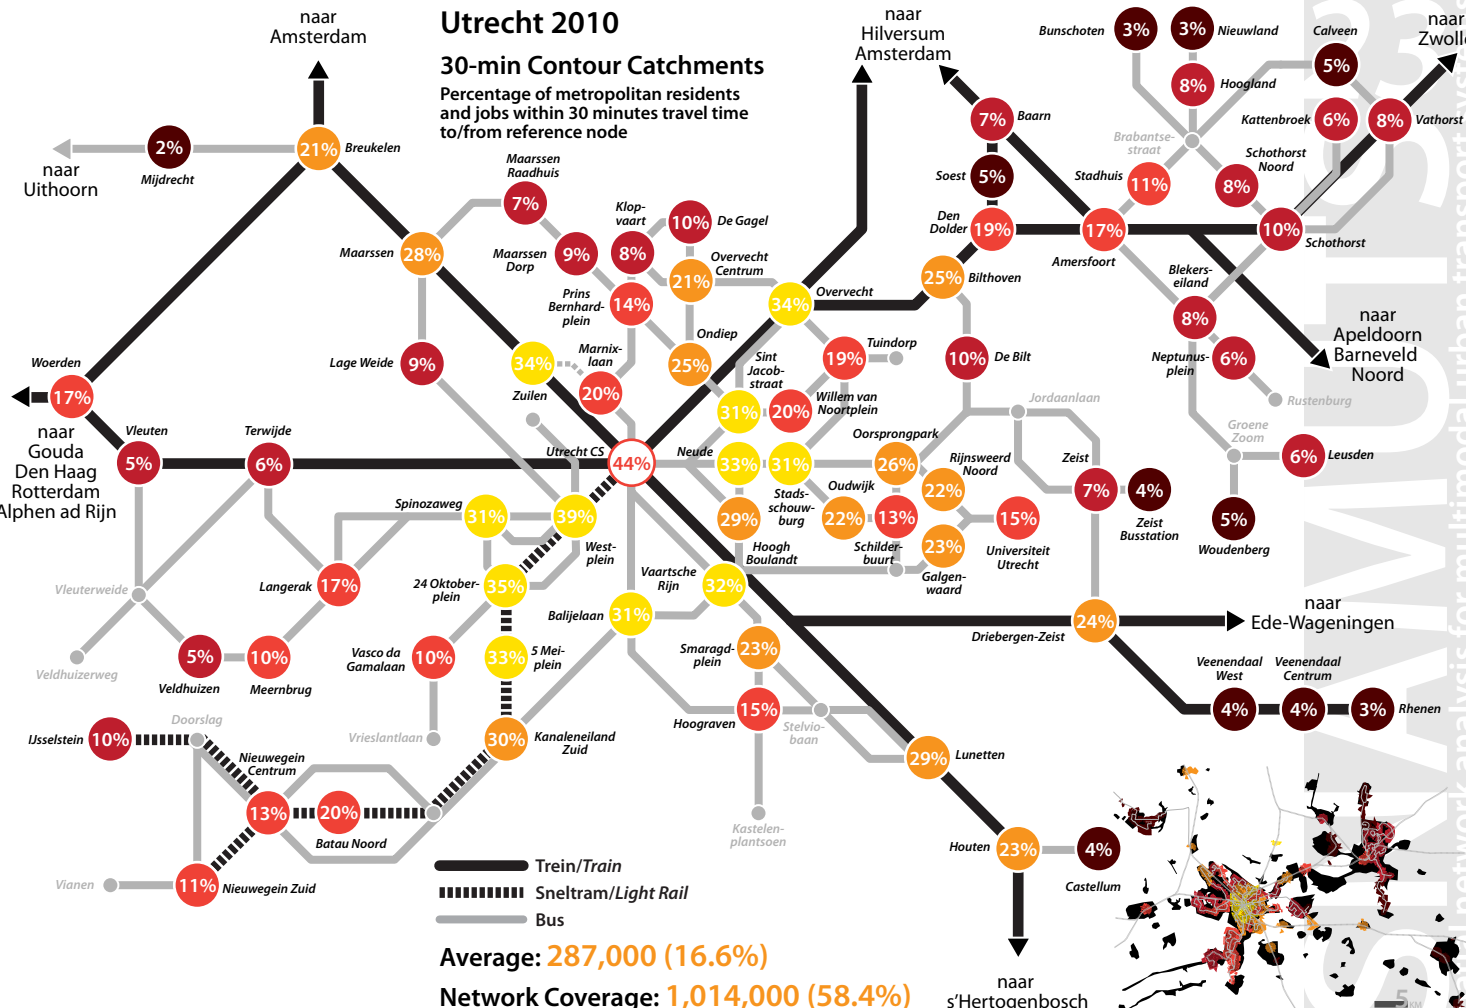 Utrecht 2010
30-min Contour Catchments
Percentage of metropolitan residents
and jobs within 30 minutes travel time
to/from reference node
naar
Amsterdam
naar
Hilversum
Amsterdam
naar
Zwolle
Bunschoten
3%
3%
Nieuwland
Calveen
5%
8%
Hoogland
Kattenbroek
6%
8%
Vathorst
7%
Baarn
Brabantse-
straat
Schothorst
Noord
8%
Stadhuis
11%
Soest
5%
Den
Dolder
19%
17%
Amersfoort
10%
Schothorst
2%
Mijdrecht
21%
Breukelen
naar
Uithoorn
Maarssen
Raadhuis
7%
Maarssen
28%
Maarssen
Dorp
9%
Klop-
vaart
8%
10%
De Gagel
Overvecht
Centrum
21%
Prins
Bernhard-
plein
14%
Overvecht
34%
25%
Bilthoven
Blekers-
eiland
8%
naar
Apeldoorn
Barneveld
Noord
Neptunus-
plein
6%
Rustenburg
Groene
Zoom
6%
Leusden
5%
Woudenberg
Woerden
17%
naar
Gouda
Den Haag
Rotterdam
Alphen ad Rijn
Lage Weide
9%
34%
Zuilen
Marnix-
laan
20%
Ondiep
25%
Sint
Jacob-
straat
31%
19%
Tuindorp
20%
Willem van
Noortplein
10%
De Bilt
Jordaanlaan
Vleuten
5%
Terwijde
6%
Utrecht CS
44%
Neude
33%
31%
Stads-
schouw-
burg
Oorsprongpark
26%
Rijnsweerd
Noord
22%
Oudwijk
22%
13%
Schilder-
buurt
15%
Universiteit
Utrecht
23%
Galgen-
waard
Zeist
7%
4%
Zeist
Busstation
Spinozaweg
31%
39%
West-
plein
29%
Hoogh
Boulandt
Vleuterweide
Langerak
17%
24 Oktober-
plein
35%
Vaartsche
Rijn
32%
Balijelaan
31%
Veldhuizerweg
5%
Veldhuizen
10%
Meernbrug
Vasco da
Gamalaan
10%
33%
5 Mei-
plein
Smaragd-
plein
23%
Driebergen-Zeist
24%
naar
Ede-Wageningen
Veenendaal
West
4%
Veenendaal
Centrum
4%
3%
Rhenen
IJsselstein
10%
Doorslag
Vrieslantlaan
30%
Kanaleneiland
Zuid
Hoograven
15%
Stelvio-
baan
29%
Lunetten
Nieuwegein
Centrum
13%
20%
Batau Noord
Kastelen-
plantsoen
Vianen
11%
Nieuwegein Zuid
Houten
23%
4%
Castellum
naar
s'Hertogenbosch
Trein/Train
Sneltram/Light Rail
Bus
Average: 287,000 (16.6%)
Network Coverage: 1,014,000 (58.4%)
5 KM